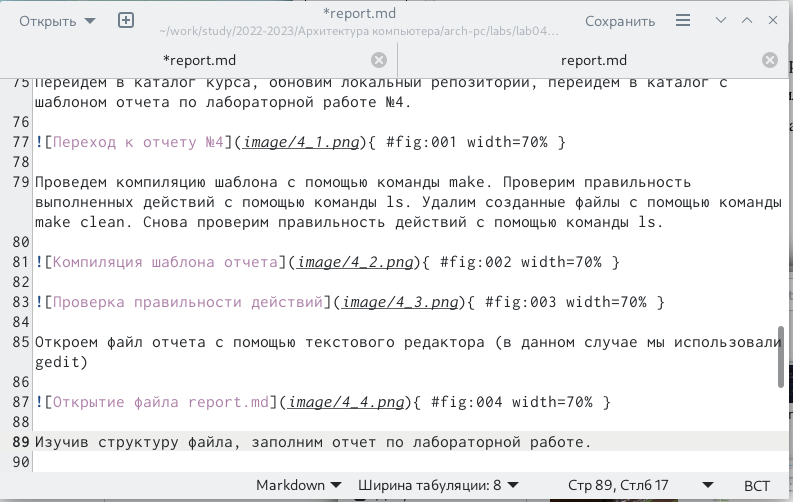 Открыть
*report.md
~/work/study/2022-2023/Архитектура компьютера/arch-pc/labs/lab04...
Сохранить
*report.md
report.md
75 Перейдем в каталог курса, обновим локальный репозиторий, перейдем в каталог с
шаблоном отчета по лабораторной работе №4.
76
77 ![Переход к отчету №4](image/4_1.png){ #fig:001 width=70% }
78
79 Проведем компиляцию шаблона с помощью команды make. Проверим правильность
выполненных действий с помощью команды ls. Удалим созданные файлы с помощью команды
make clean. Снова проверим правильность действий с помощью команды ls.
80
81 ![Компиляция шаблона отчета](image/4_2.png){ #fig:002 width=70% }
82
83 ![Проверка правильности действий](image/4_3.png){ #fig:003 width=70% }
84
85 Откроем файл отчета с помощью текстового редактора (в данном случае мы использовали
gedit)
86
87 ![Открытие файла report.md](image/4_4.png){ #fig:004 width=70% }
88
89 Изучив структуру файла, заполним отчет по лабораторной работе.
90
Markdown Ширина табуляции: 8 Стр 89, Стлб 17 ВСТ